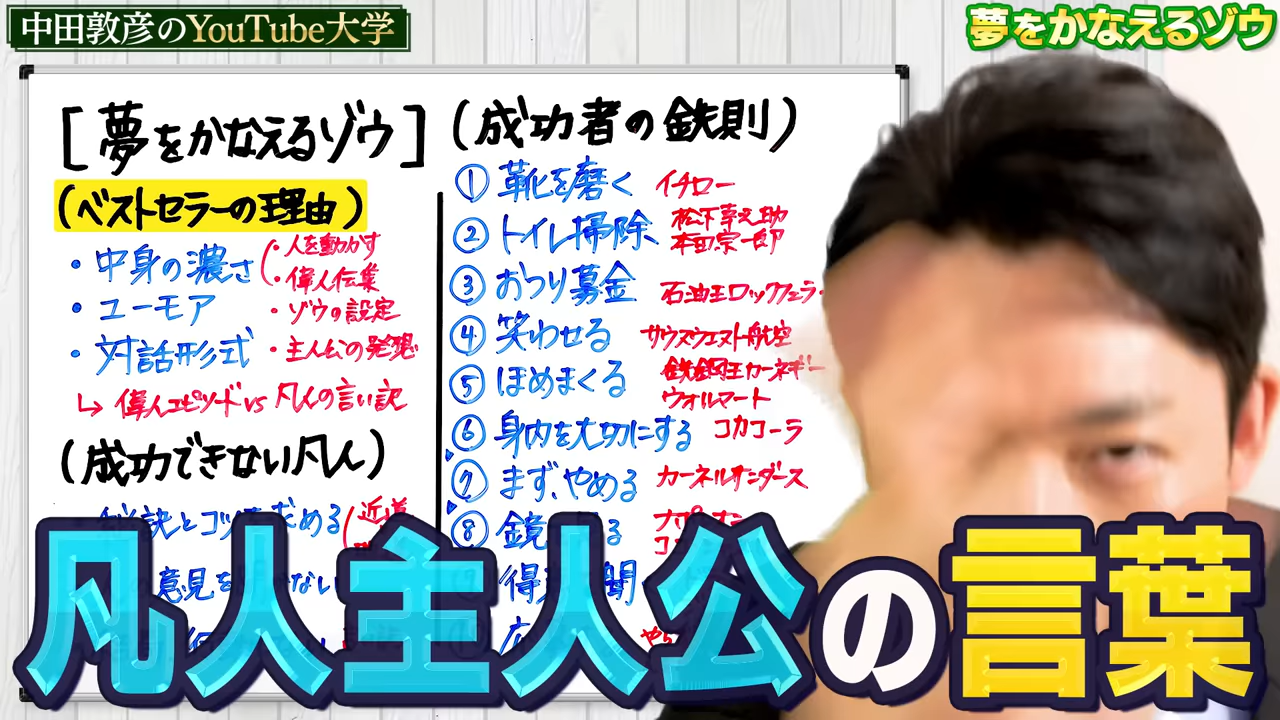 中田敦彦のYouTube大学
夢をかなえるゾウ
[夢をかなえるゾウ]
(ベストセラーの理由)
・中身の濃さ
・人を動かす
・偉人伝集
・ユーモア
・ゾウの設定
・対話形式
・主人公の発想
↳ 偉人エピソードvs 凡人の言い訳
(成功できない凡人)
(成功者の鉄則)
① 靴を磨く イチロー
② トイレ掃除 松下幸之助
本田宗一郎
③ おつり募金 石油王ロックフェラー
④ 笑わせる サウスウエスト航空
⑤ ほめまくる 鉄鋼王カーネギー
ウォルマート
⑥ 身内を大切にする コカコーラ
⑦ まず、やめる カーネルサンダース
⑧ 鏡
凡人主人公の言葉